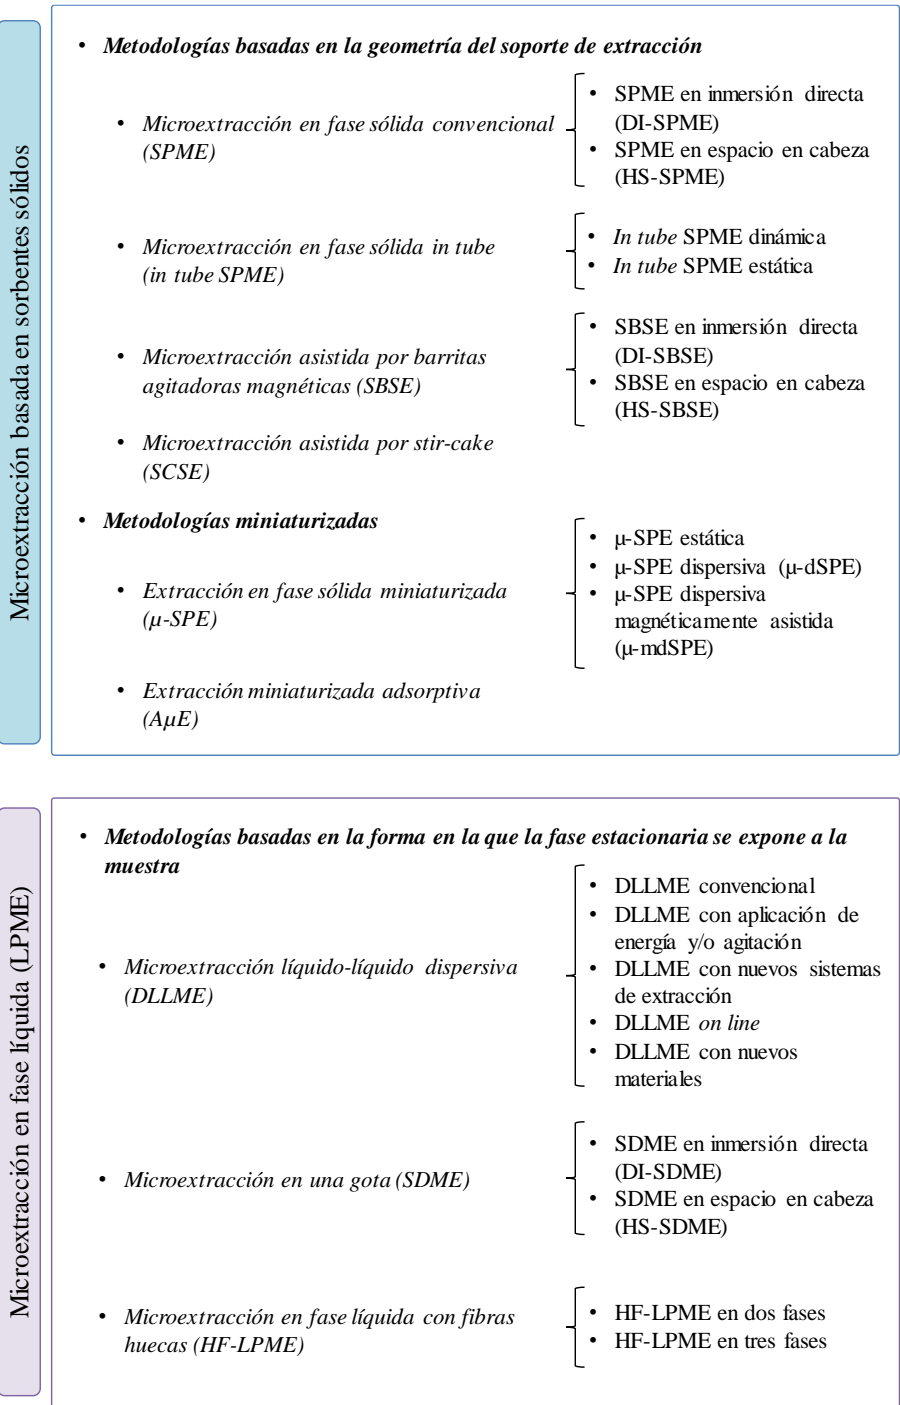 Microextracción basada en sorbentes sólidos
• Metodologías basadas en la geometría del soporte de extracción
• Microextracción en fase sólida convencional
(SPME)
• SPME en inmersión directa
(DI-SPME)
• SPME en espacio en cabeza
(HS-SPME)
• Microextracción en fase sólida in tube
(in tube SPME)
• In tube SPME dinámica
• In tube SPME estática
• Microextracción asistida por barritas
agitadoras magnéticas (SBSE)
• SBSE en inmersión directa
(DI-SBSE)
• SBSE en espacio en cabeza
(HS-SBSE)
• Microextracción asistida por stir-cake
(SCSE)
• Metodologías miniaturizadas
• Extracción en fase sólida miniaturizada
(µ-SPE)
• µ-SPE estática
• µ-SPE dispersiva (µ-dSPE)
• µ-SPE dispersiva
magnéticamente asistida
(µ-mdSPE)
• Extracción miniaturizada adsorptiva
(AµE)
Microextracción en fase líquida (LPME)
• Metodologías basadas en la forma en la que la fase estacionaria se expone a la
muestra
• Microextracción líquido-líquido dispersiva
(DLLME)
• DLLME convencional
• DLLME con aplicación de
energía y/o agitación
• DLLME con nuevos sistemas
de extracción
• DLLME on line
• DLLME con nuevos
materiales
• Microextracción en una gota (SDME)
• SDME en inmersión directa
(DI-SDME)
• SDME en espacio en cabeza
(HS-SDME)
• Microextracción en fase líquida con fibras
huecas (HF-LPME)
• HF-LPME en dos fases
• HF-LPME en tres fases